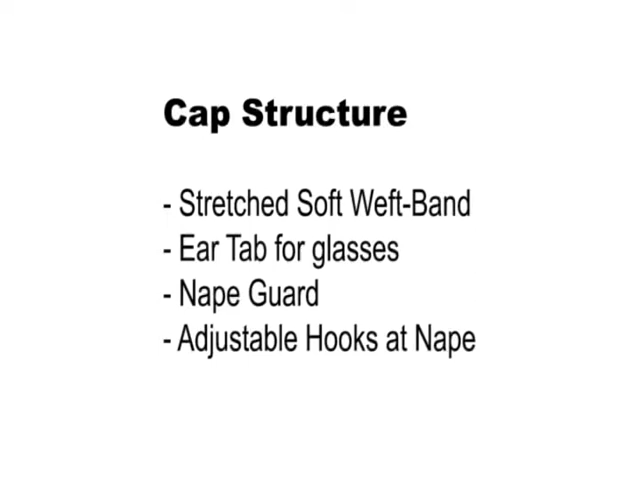 Cap Structure
- Stretched Soft Weft-Band
- Ear Tab for glasses
- Nape Guard
- Adjustable Hooks at Nape